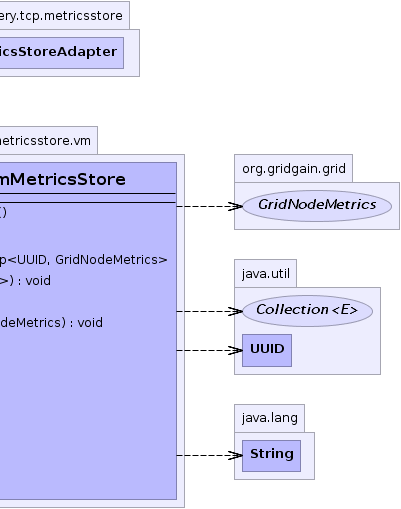 ery.tcp.metricsstore
icsStoreAdapter
metricsstore.vm
mMetricsStore
()
p<UUID, GridNodeMetrics>
>) : void
deMetrics) : void
org.gridgain.grid
GridNodeMetrics
java.util
Collection <E>
UUID
java.lang
String